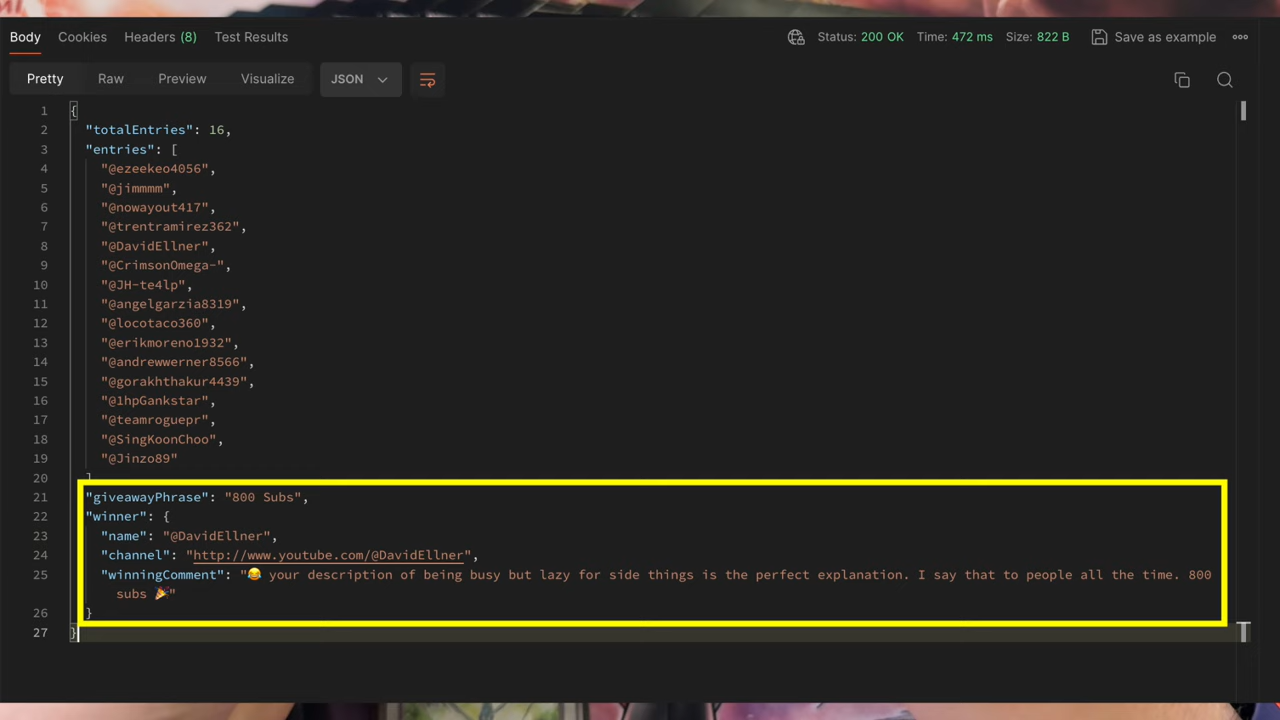 Body Cookies Headers (8) Test Results Status: 200 OK Time: 472 ms Size: 822 B Save as example
Pretty Raw Preview Visualize JSON
1 {
2 "totalEntries": 16,
3 "entries": [
4 "@ezeekeo4056",
5 "@jimmmm",
6 "@nowayout417",
7 "@trentramirez362",
8 "@DavidEllner",
9 "@CrimsonOmega-",
10 "@JH-te4lp",
11 "@angelgarzia8319",
12 "@locotaco360",
13 "@erikmoreno1932",
14 "@andrewwerner8566",
15 "@gorakhthakur4439",
16 "@1hpGankstar",
17 "@teamroguepr",
18 "@SingKoonChoo",
19 "@Jinzo89"
20 ]
21 "giveawayPhrase": "800 Subs",
22 "winner": {
23 "name": "@DavidEllner",
24 "channel": "http://www.youtube.com/@DavidEllner",
25 "winningComment": "😂 your description of being busy but lazy for side things is the perfect explanation. I say that to people all the time. 800
subs 🎉"
26 }
27 }